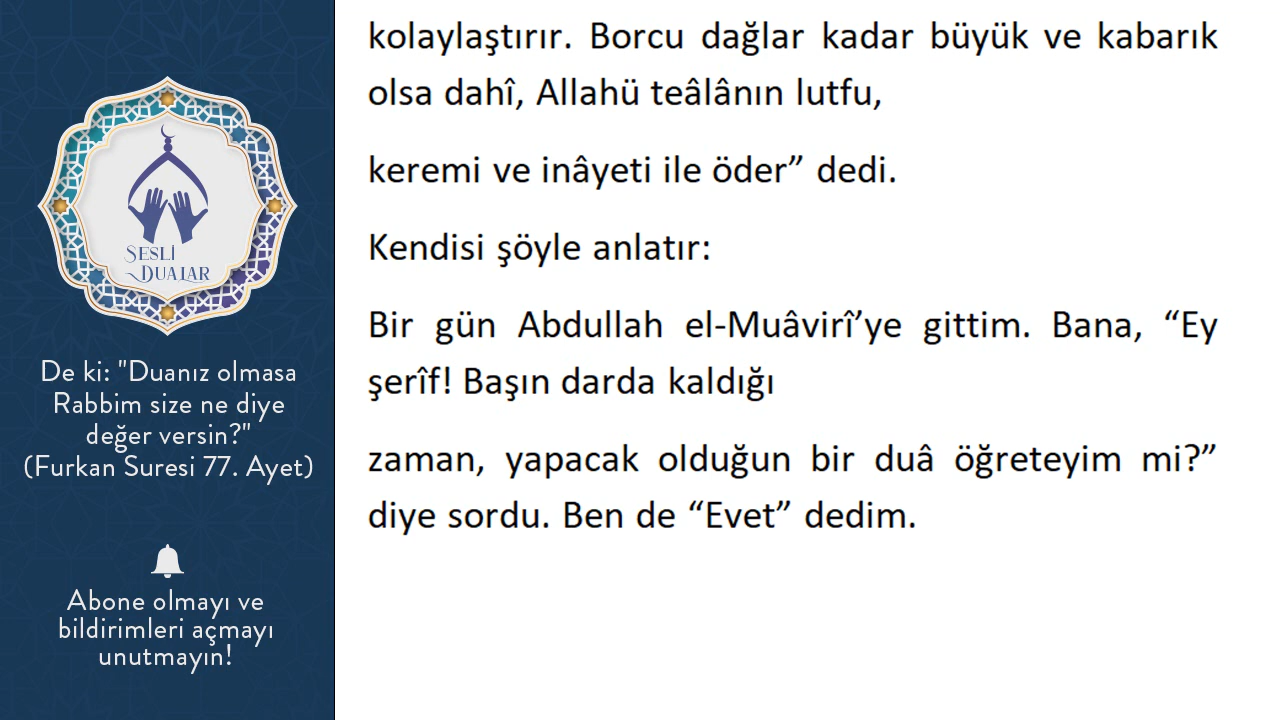 SESLİ
DUALAR
De ki: "Duanız olmasa
Rabbim size ne diye
değer versin?"
(Furkan Suresi 77. Ayet)
Abone olmayı ve
bildirimleri açmayı
unutmayın!
kolaylaştırır. Borcu dağlar kadar büyük ve kabarık
olsa dahî, Allahü teâlânın lutfu,
keremi ve inâyeti ile öder” dedi.
Kendisi şöyle anlatır:
Bir gün Abdullah el-Muâvirî’ye gittim. Bana, “Ey
şerîf! Başın darda kaldığı
zaman, yapacak olduğun bir duâ öğreteyim mi?”
diye sordu. Ben de “Evet” dedim.